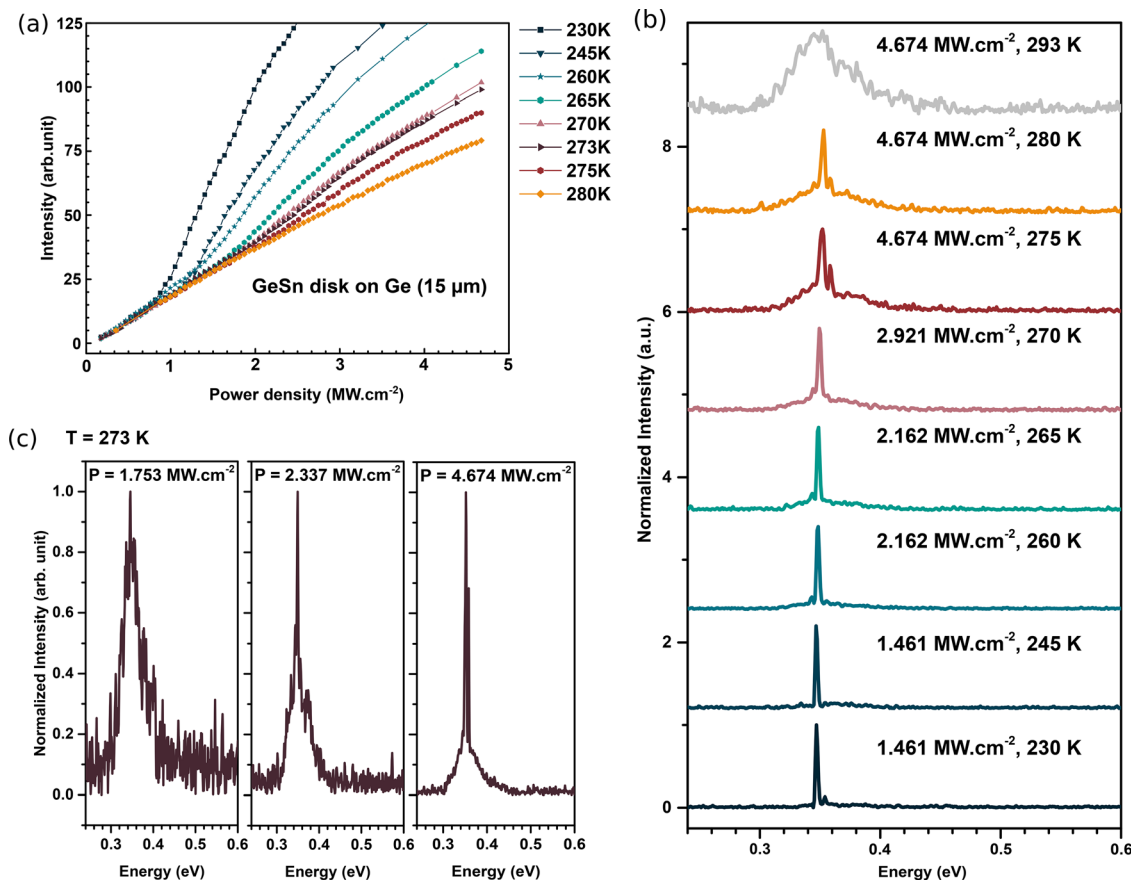 (a)
125
100
75
50
25
0
Intensity (arb.unit)
0 1 2 3 4 5
Power density (MW.cm⁻²)
GeSn disk on Ge (15 μm)
230K
245K
260K
265K
270K
273K
275K
280K
(b)
8
6
4
2
0
Normalized Intensity (a.u.)
4.674 MW.cm⁻², 293 K
4.674 MW.cm⁻², 280 K
4.674 MW.cm⁻², 275 K
2.921 MW.cm⁻², 270 K
2.162 MW.cm⁻², 265 K
2.162 MW.cm⁻², 260 K
1.461 MW.cm⁻², 245 K
1.461 MW.cm⁻², 230 K
0.3 0.4 0.5 0.6
Energy (eV)
(c)
T = 273 K
P = 1.753 MW.cm⁻²
P = 2.337 MW.cm⁻²
P = 4.674 MW.cm⁻²
1.0
0.8
0.6
0.4
0.2
0.0
Normalized Intensity (arb. unit)
0.3 0.4 0.5 0.6
0.3 0.4 0.5 0.6
0.3 0.4 0.5 0.6
Energy (eV)
Energy (eV)
Energy (eV)